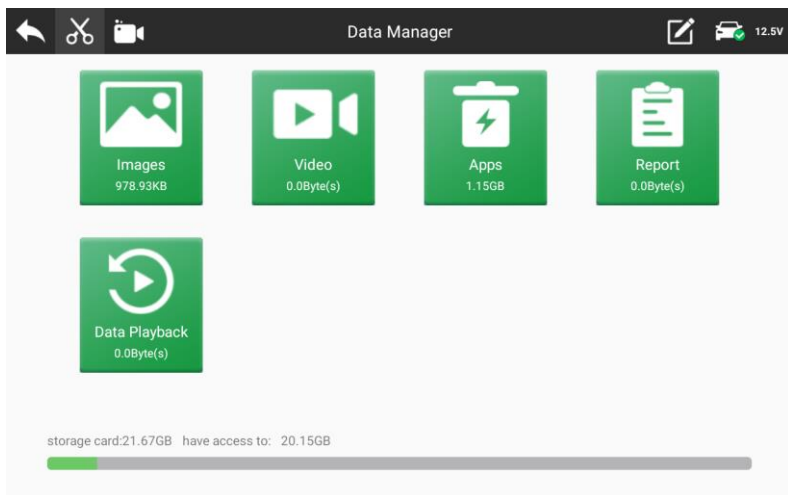 Data Manager
12.5V
Images
978.93KB
Video
0.0Byte(s)
Apps
1.15GB
Report
0.0Byte(s)
Data Playback
0.0Byte(s)
storage card:21.67GB have access to: 20.15GB